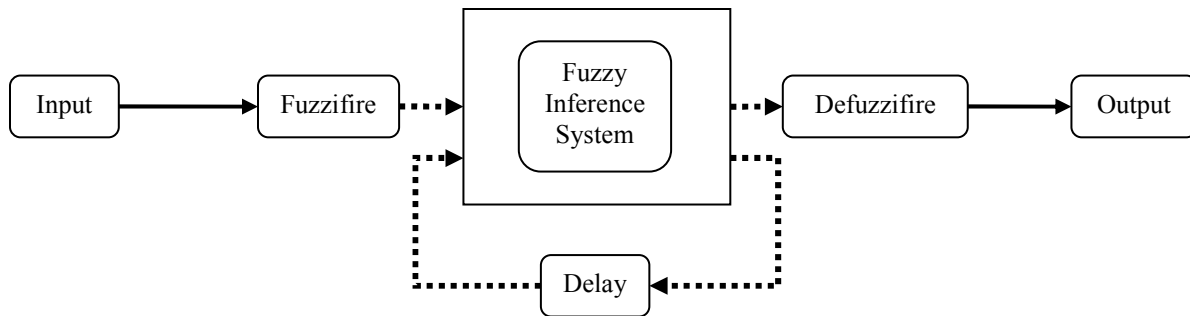 Input
Fuzzifire
Fuzzy
Inference
System
Defuzzifire
Output
Delay